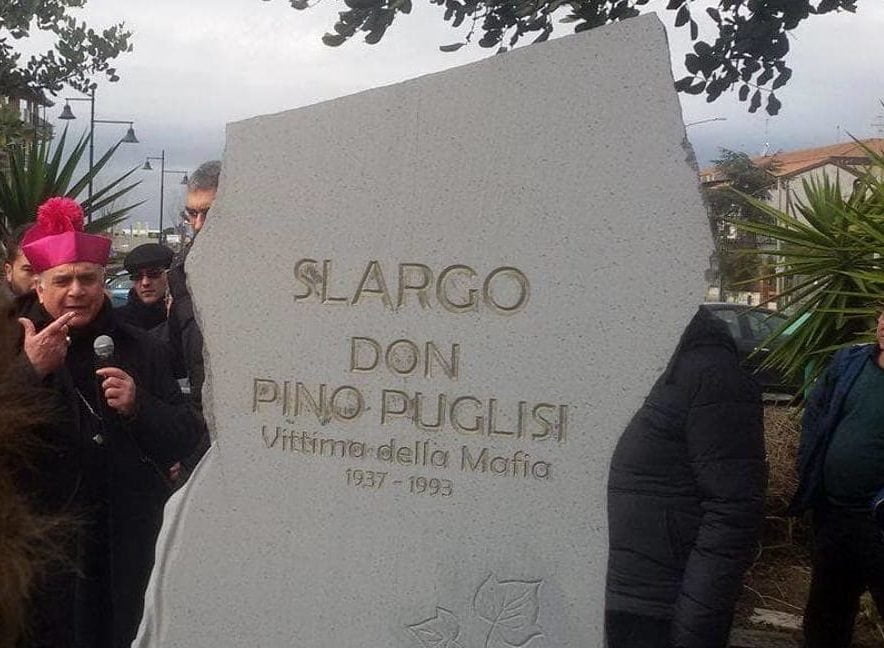 SLARGO
DON
PINO PUGLISI
Vittima della Mafia
1937 - 1993